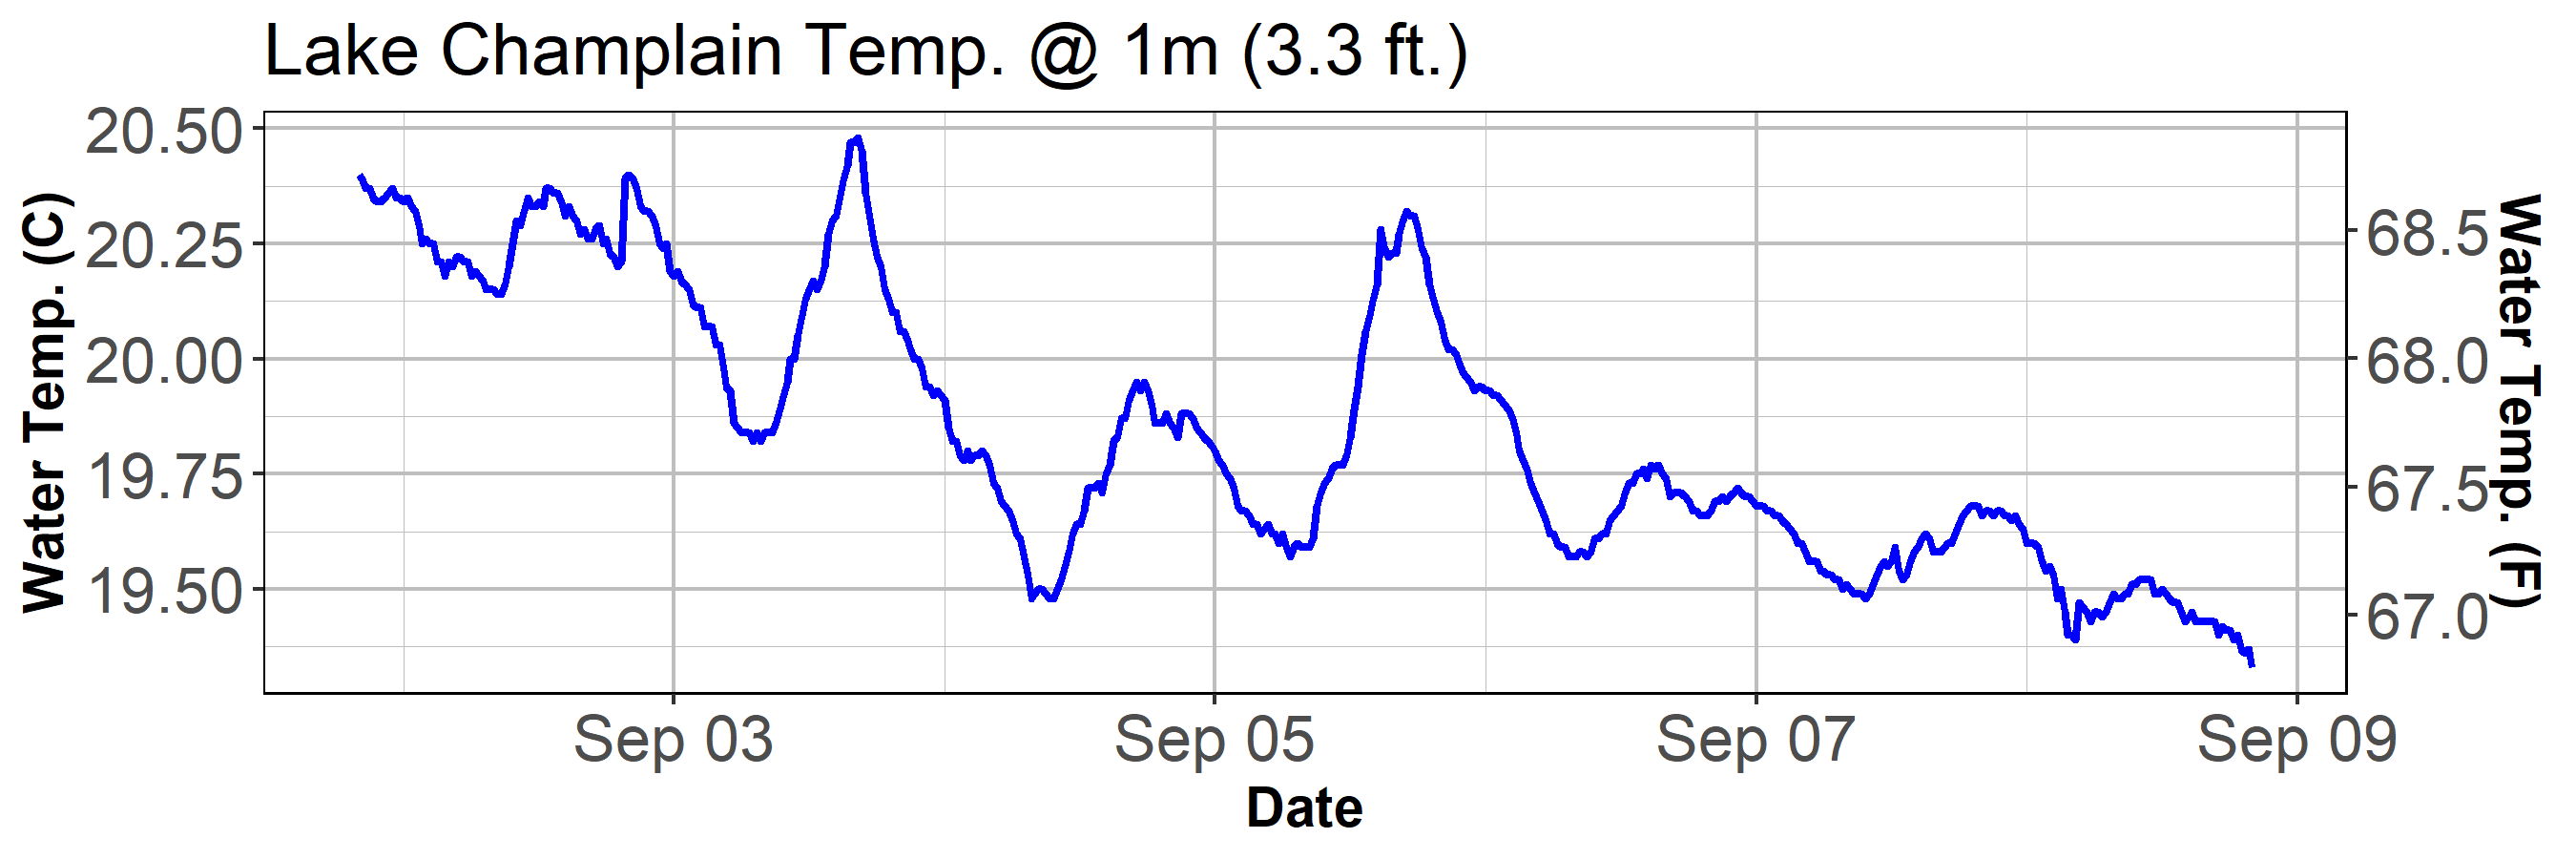 Lake Champlain Temp. @ 1m (3.3 ft.)
Water Temp. (C)
20.50
20.25
20.00
19.75
19.50
68.5
68.0
67.5
67.0
Water Temp. (F)
Sep 03
Sep 05
Sep 07
Sep 09
Date